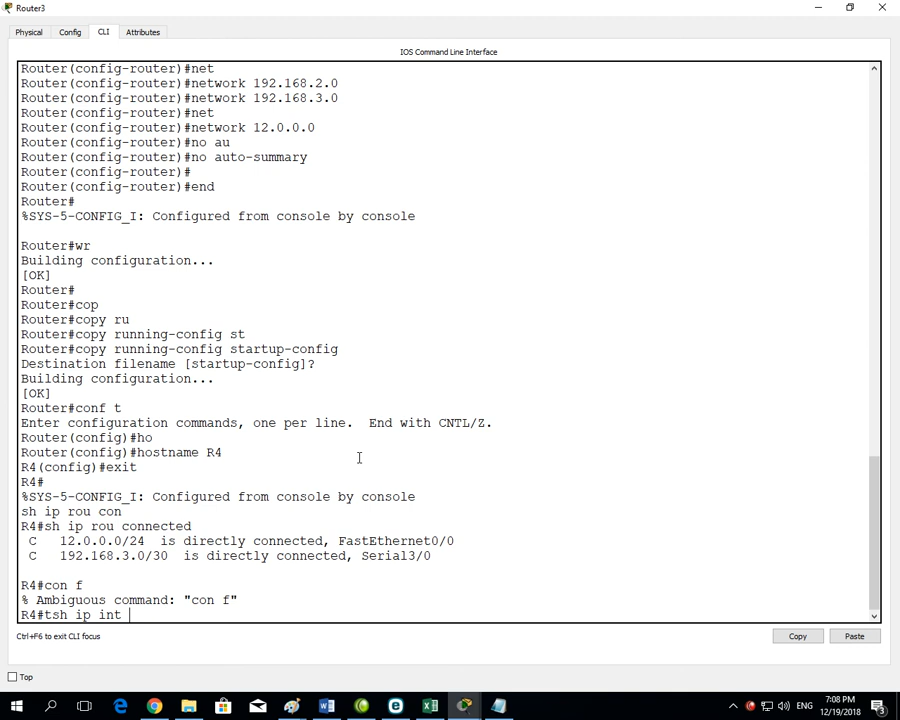 Router3
Physical Config CLI Attributes
IOS Command Line Interface
Router(config-router)#net
Router(config-router)#network 192.168.2.0
Router(config-router)#network 192.168.3.0
Router(config-router)#net
Router(config-router)#network 12.0.0.0
Router(config-router)#no au
Router(config-router)#no auto-summary
Router(config-router)#
Router(config-router)#end
Router#
%SYS-5-CONFIG_I: Configured from console by console
Router#wr
Building configuration...
[OK]
Router#
Router#cop
Router#copy ru
Router#copy running-config st
Router#copy running-config startup-config
Destination filename [startup-config]?
Building configuration...
[OK]
Router#conf t
Enter configuration commands, one per line.  End with CNTL/Z.
Router(config)#ho
Router(config)#hostname R4
R4(config)#exit
R4#
%SYS-5-CONFIG_I: Configured from console by console
sh ip rou con
R4#sh ip rou connected
C   12.0.0.0/24  is directly connected, FastEthernet0/0
C   192.168.3.0/30  is directly connected, Serial3/0
R4#con f
% Ambiguous command: "con f"
R4#tsh ip int
Ctrl+F6 to exit CLI focus
Copy Paste
Top
ENG
7:08 PM
12/19/2018
3